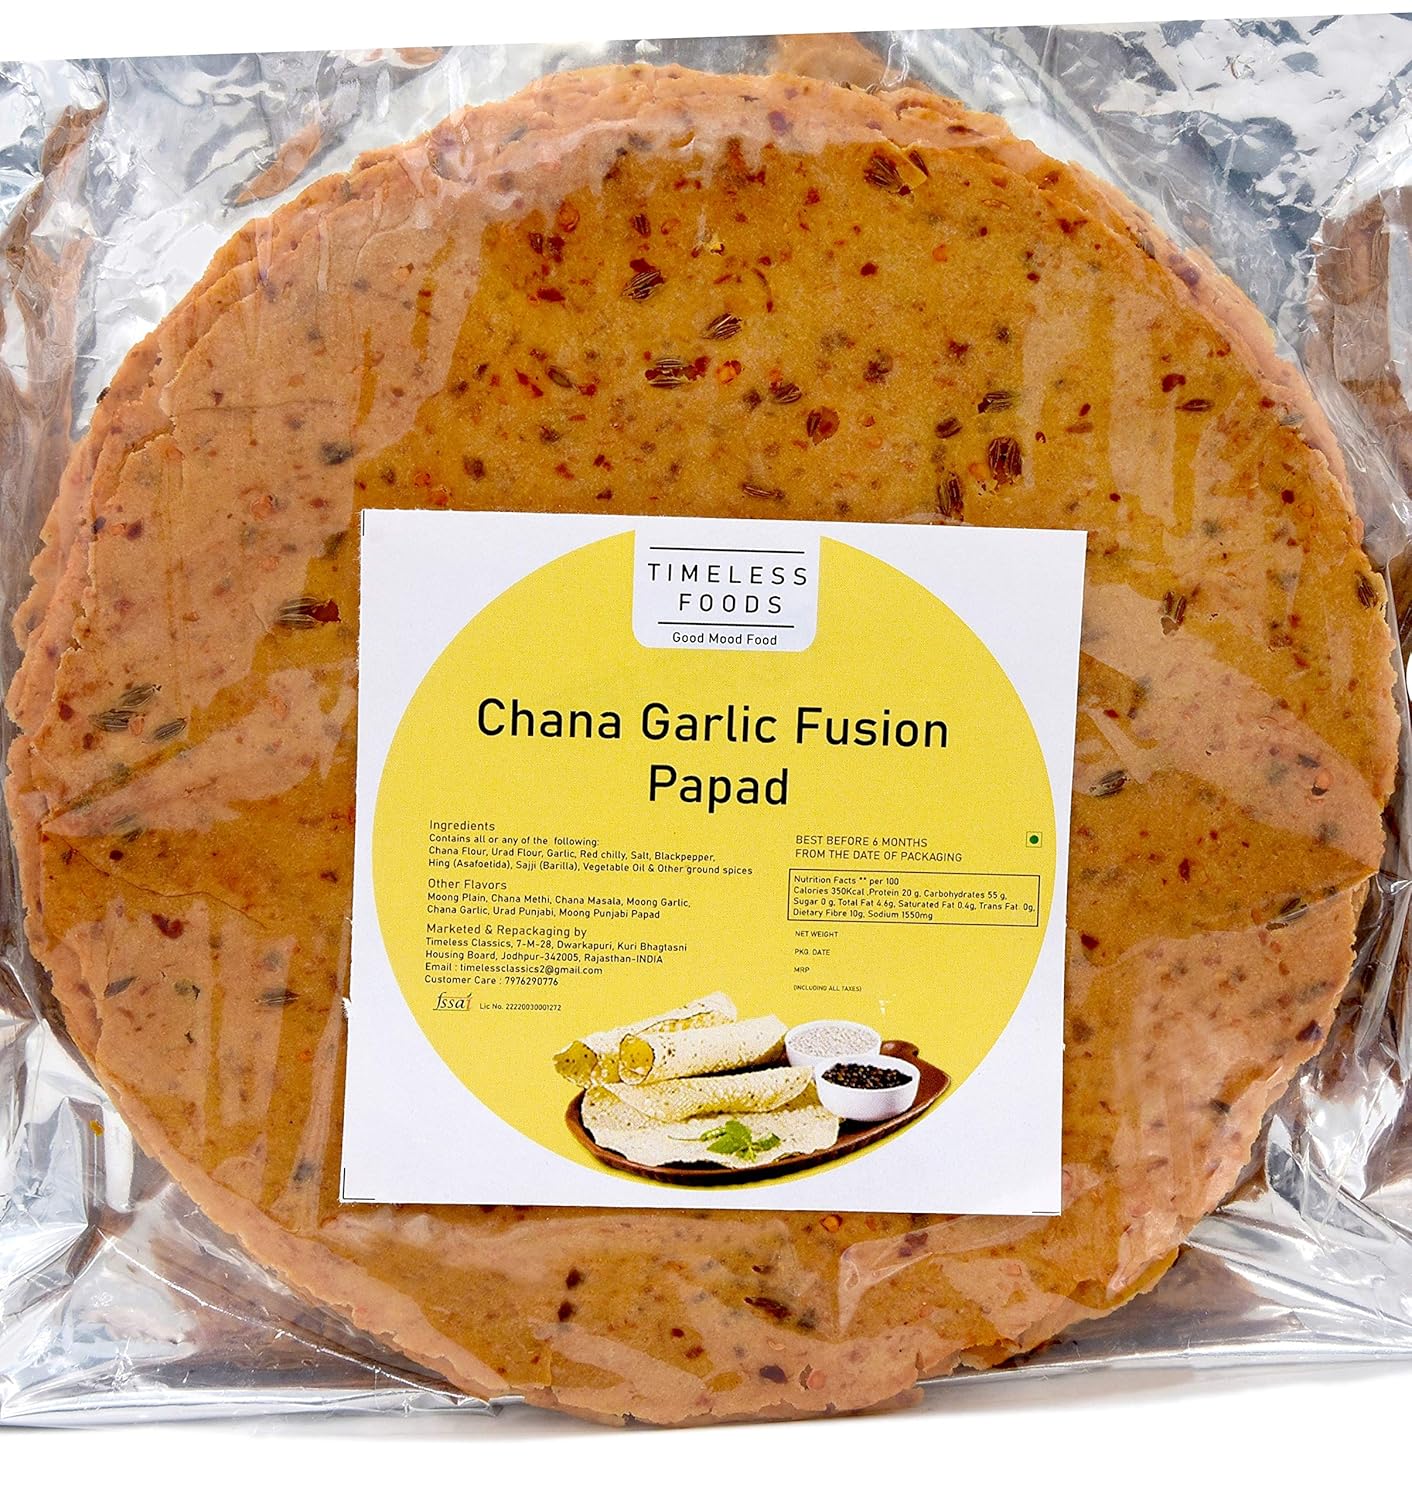 TIMELESS
FOODS
Good Mood Food
Chana Garlic Fusion
Papad
Ingredients
Contains all or any of the following:
Chana Flour, Urad Flour, Garlic, Red chilly, Salt, Blackpepper,
Hing (Asafoetida), Sajji (Barilla), Vegetable Oil & Other ground spices
Other Flavors
Moong Plain, Chana Methi, Chana Masala, Moong Garlic,
Chana Garlic, Urad Punjabi, Moong Punjabi Papad
Marketed & Repackaging by
Timeless Classics, 7-M-28, Dwarkapuri, Kuri Bhagtasni
Housing Board, Jodhpur-342005, Rajasthan-INDIA
Email : timelessclassics2@gmail.com
Customer Care : 7976290776
fssai Lic No. 22220030001272
BEST BEFORE 6 MONTHS
FROM THE DATE OF PACKAGING
Nutrition Facts ** per 100
Calories 350Kcal ,Protein 20 g, Carbohydrates 55 g,
Sugar 0 g, Total Fat 4.6g, Saturated Fat 0.4g, Trans Fat 0g,
Dietary Fibre 10g, Sodium 1550mg
NET WEIGHT
PKG. DATE
MRP
(INCLUDING ALL TAXES)